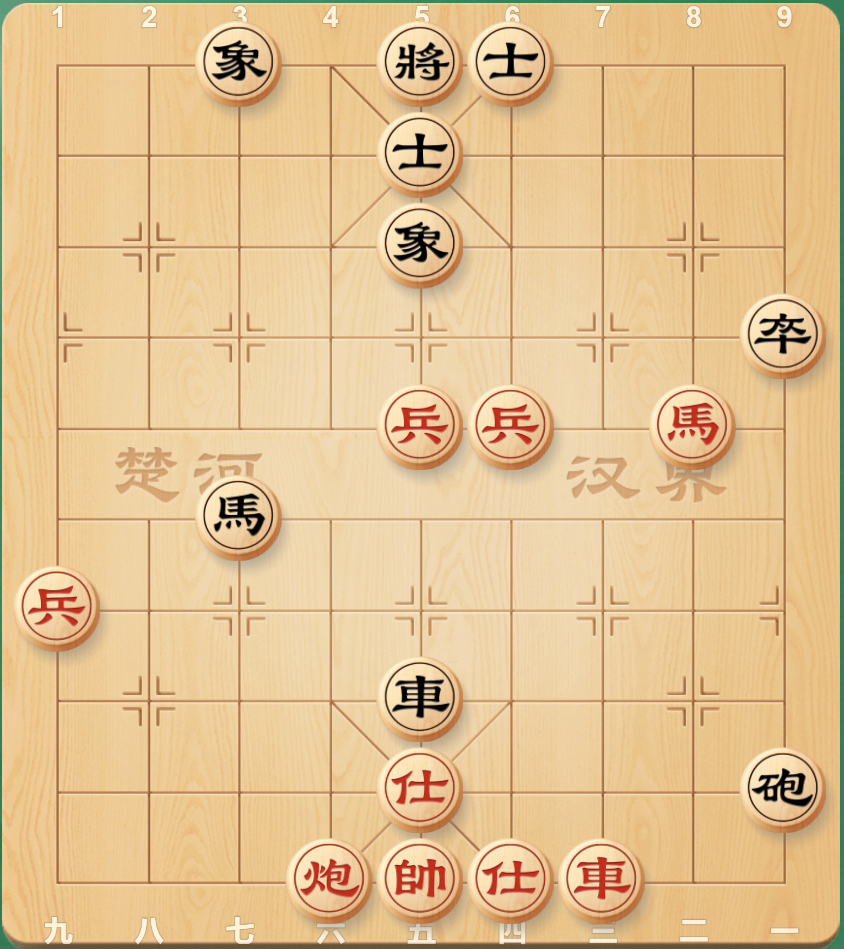 1 2 3 4 5 6 7 8 9
象 將 士
士
象
卒
兵 兵 馬
楚河 汉界
馬
兵
車
仕 砲
炮 帥 仕 車
九 八 七 六 五 四 三 二 一